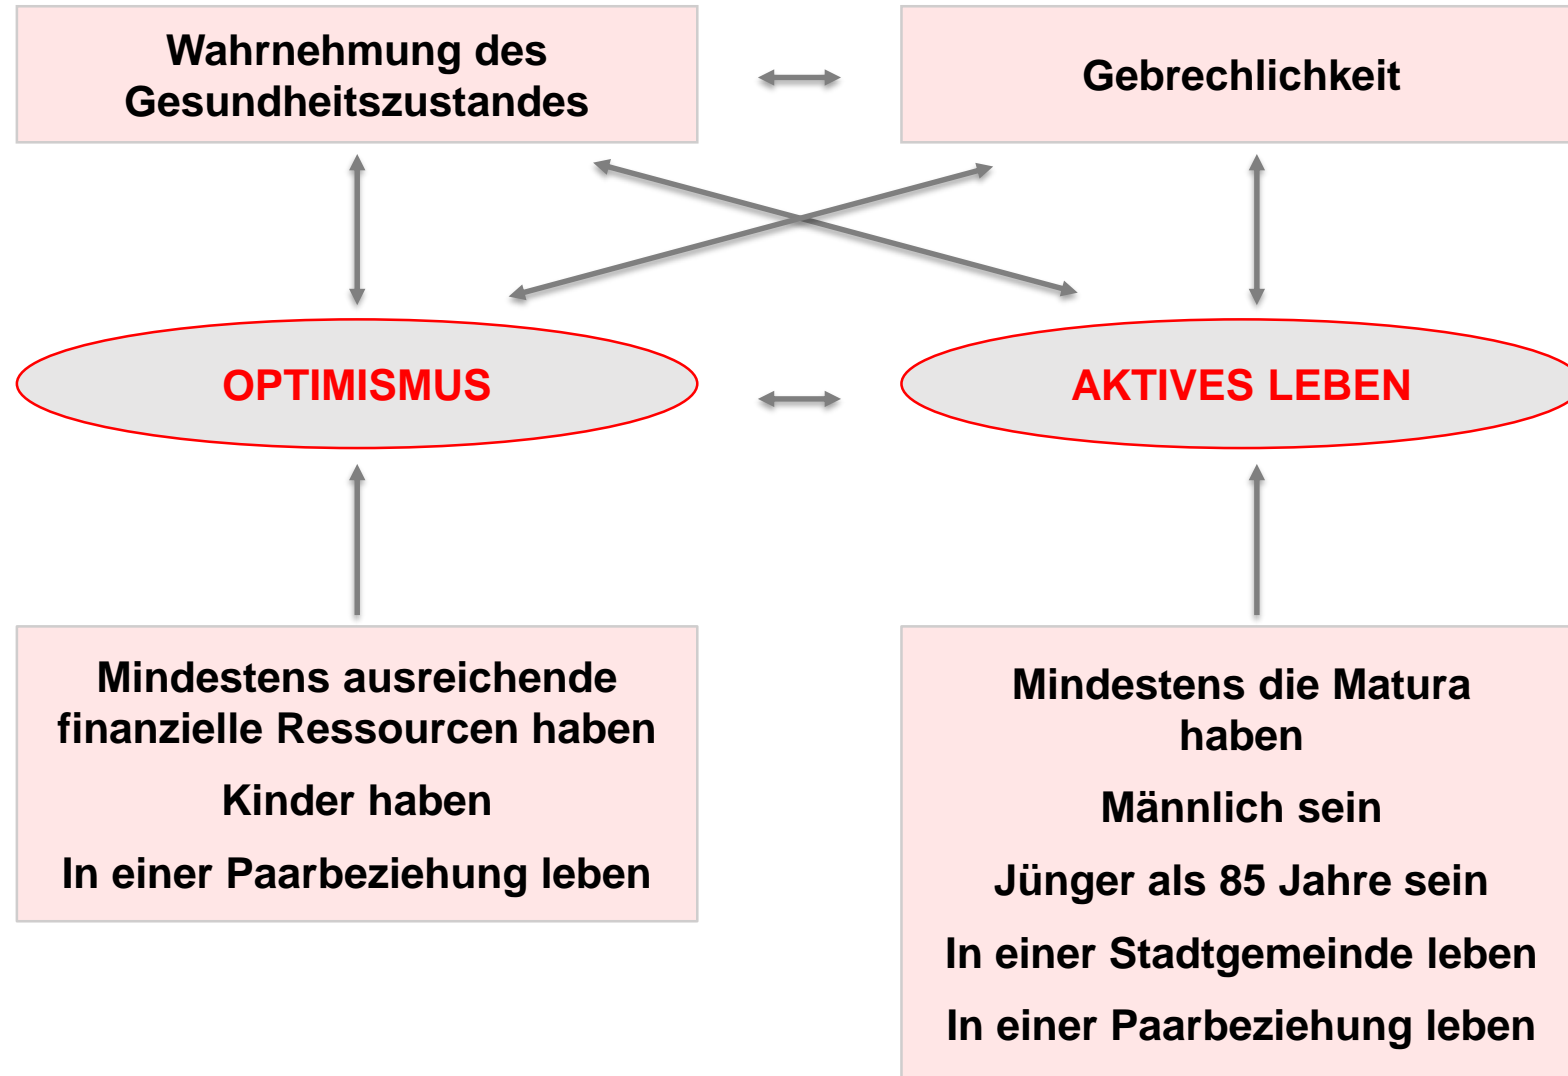 Wahrnehmung des
Gesundheitszustandes
Gebrechlichkeit
OPTIMISMUS
AKTIVES LEBEN
Mindestens ausreichende
finanzielle Ressourcen haben
Kinder haben
In einer Paarbeziehung leben
Mindestens die Matura
haben
Männlich sein
Jünger als 85 Jahre sein
In einer Stadtgemeinde leben
In einer Paarbeziehung leben